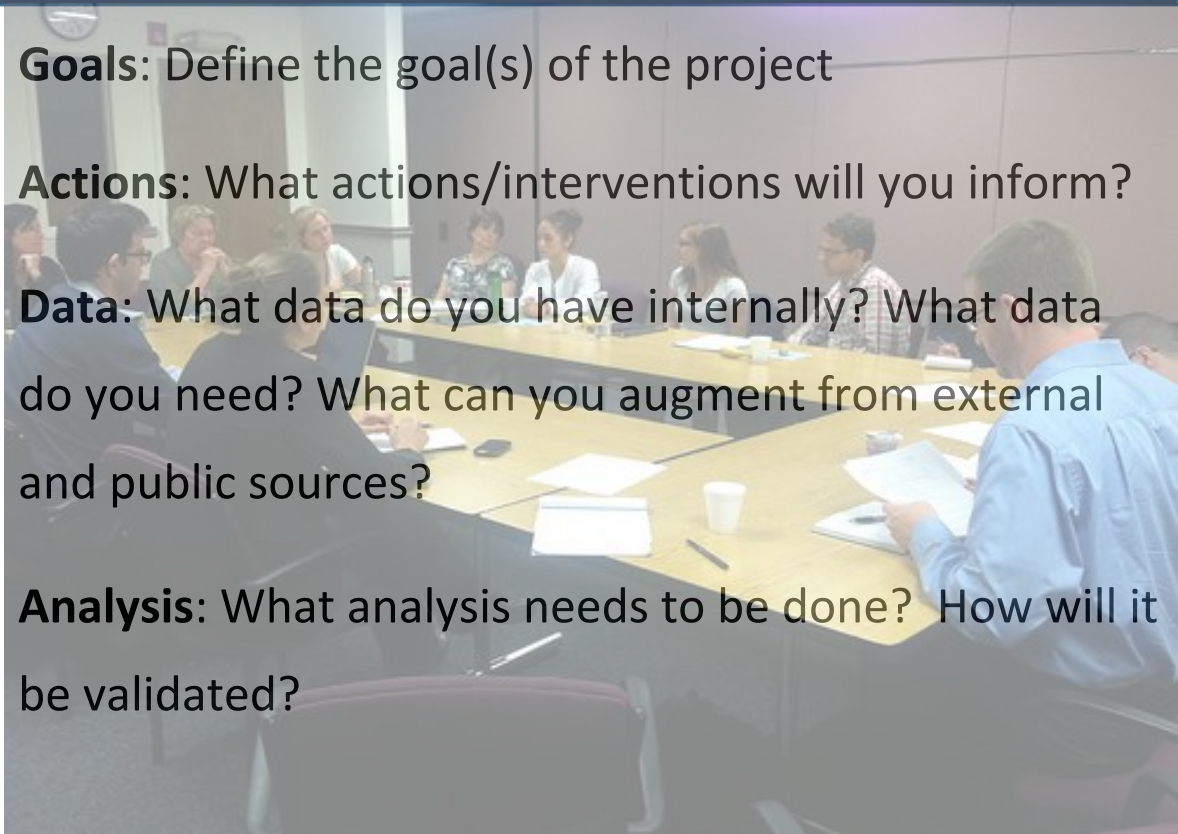 Goals: Define the goal(s) of the project
Actions: What actions/interventions will you inform?
Data: What data do you have internally? What data
do you need? What can you augment from external
and public sources?
Analysis: What analysis needs to be done?  How will it
be validated?